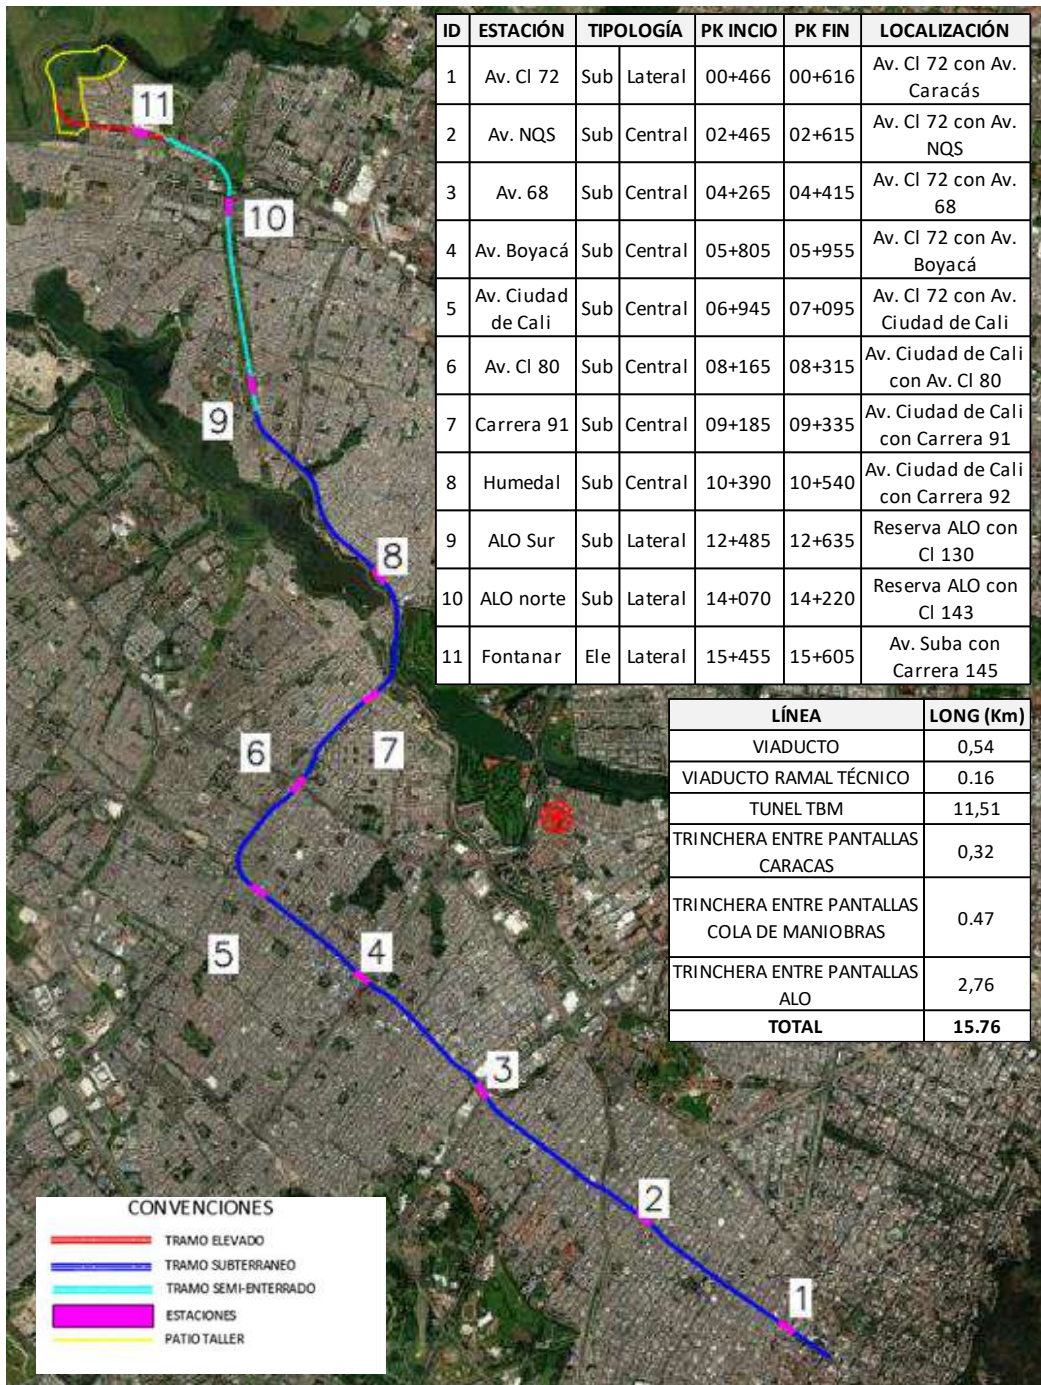 ID ESTACIÓN TIPOLOGÍA PK INCIO PK FIN LOCALIZACIÓN
1 Av. Cl 72 Sub Lateral 00+466 00+616 Av. Cl 72 con Av.
Caracás
2 Av. NQS Sub Central 02+465 02+615 Av. Cl 72 con Av.
NQS
3 Av. 68 Sub Central 04+265 04+415 Av. Cl 72 con Av.
68
4 Av. Boyacá Sub Central 05+805 05+955 Av. Cl 72 con Av.
Boyacá
5 Av. Ciudad
de Cali Sub Central 06+945 07+095 Av. Cl 72 con Av.
Ciudad de Cali
6 Av. Cl 80 Sub Central 08+165 08+315 Av. Ciudad de Cali
con Av. Cl 80
7 Carrera 91 Sub Central 09+185 09+335 Av. Ciudad de Cali
con Carrera 91
8 Humedal Sub Central 10+390 10+540 Av. Ciudad de Cali
con Carrera 92
9 ALO Sur Sub Lateral 12+485 12+635 Reserva ALO con
Cl 130
10 ALO norte Sub Lateral 14+070 14+220 Reserva ALO con
Cl 143
11 Fontanar Ele Lateral 15+455 15+605 Av. Suba con
Carrera 145
LÍNEA LONG (Km)
VIADUCTO 0,54
VIADUCTO RAMAL TÉCNICO 0.16
TUNEL TBM 11,51
TRINCHERA ENTRE PANTALLAS
CARACAS 0,32
TRINCHERA ENTRE PANTALLAS
COLA DE MANIOBRAS 0.47
TRINCHERA ENTRE PANTALLAS
ALO 2,76
TOTAL 15.76
11
10
9
8
7
6
5
4
3
2
1
CONVENCIONES
TRAMO ELEVADO
TRAMO SUBTERRANEO
TRAMO SEMI-ENTERRADO
ESTACIONES
PATIO TALLER